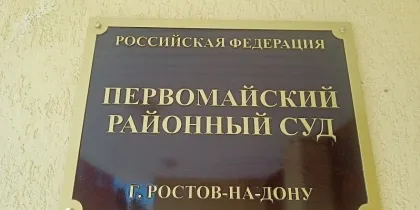 РОССИЙСКАЯ ФЕДЕРАЦИЯ
ПЕРВОМАЙСКИЙ
РАЙОННЫЙ СУД
Г. РОСТОВ-НА-ДОНУ